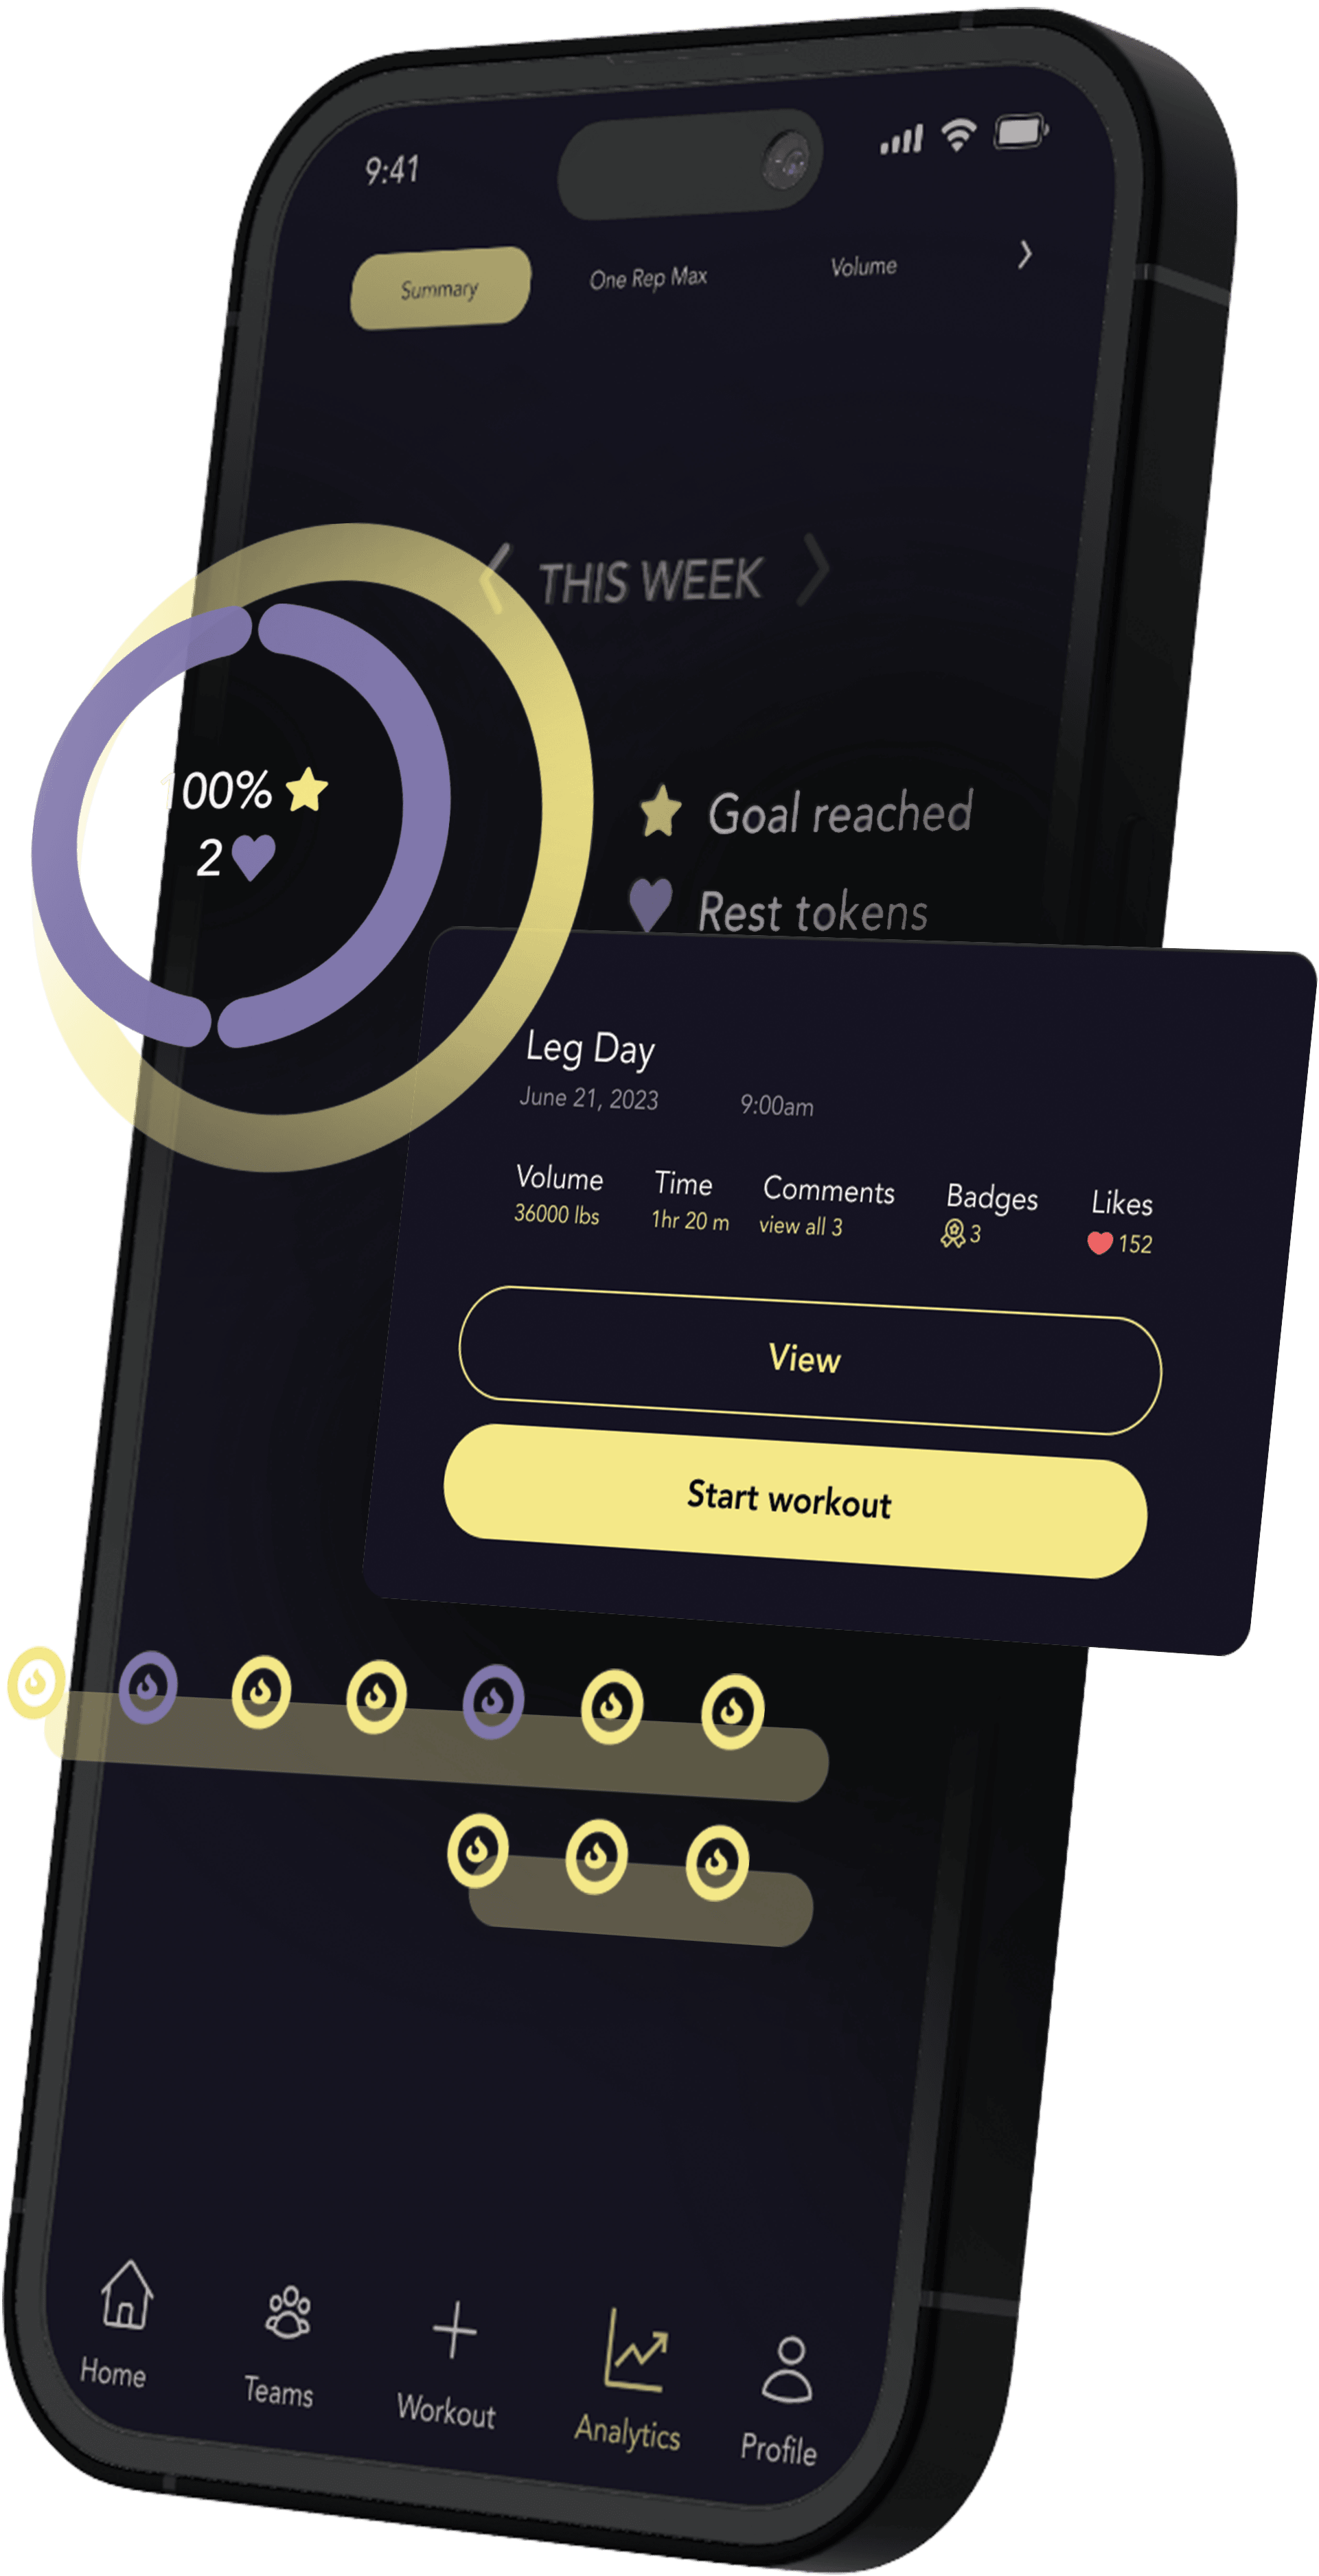 9:41
Summary One Rep Max Volume
THIS WEEK
100%
2
Goal reached
Rest tokens
Leg Day
June 21, 2023 9:00am
Volume Time Comments Badges Likes
36000 lbs 1hr 20 m view all 3 3 152
View
Start workout
Home Teams Workout Analytics Profile